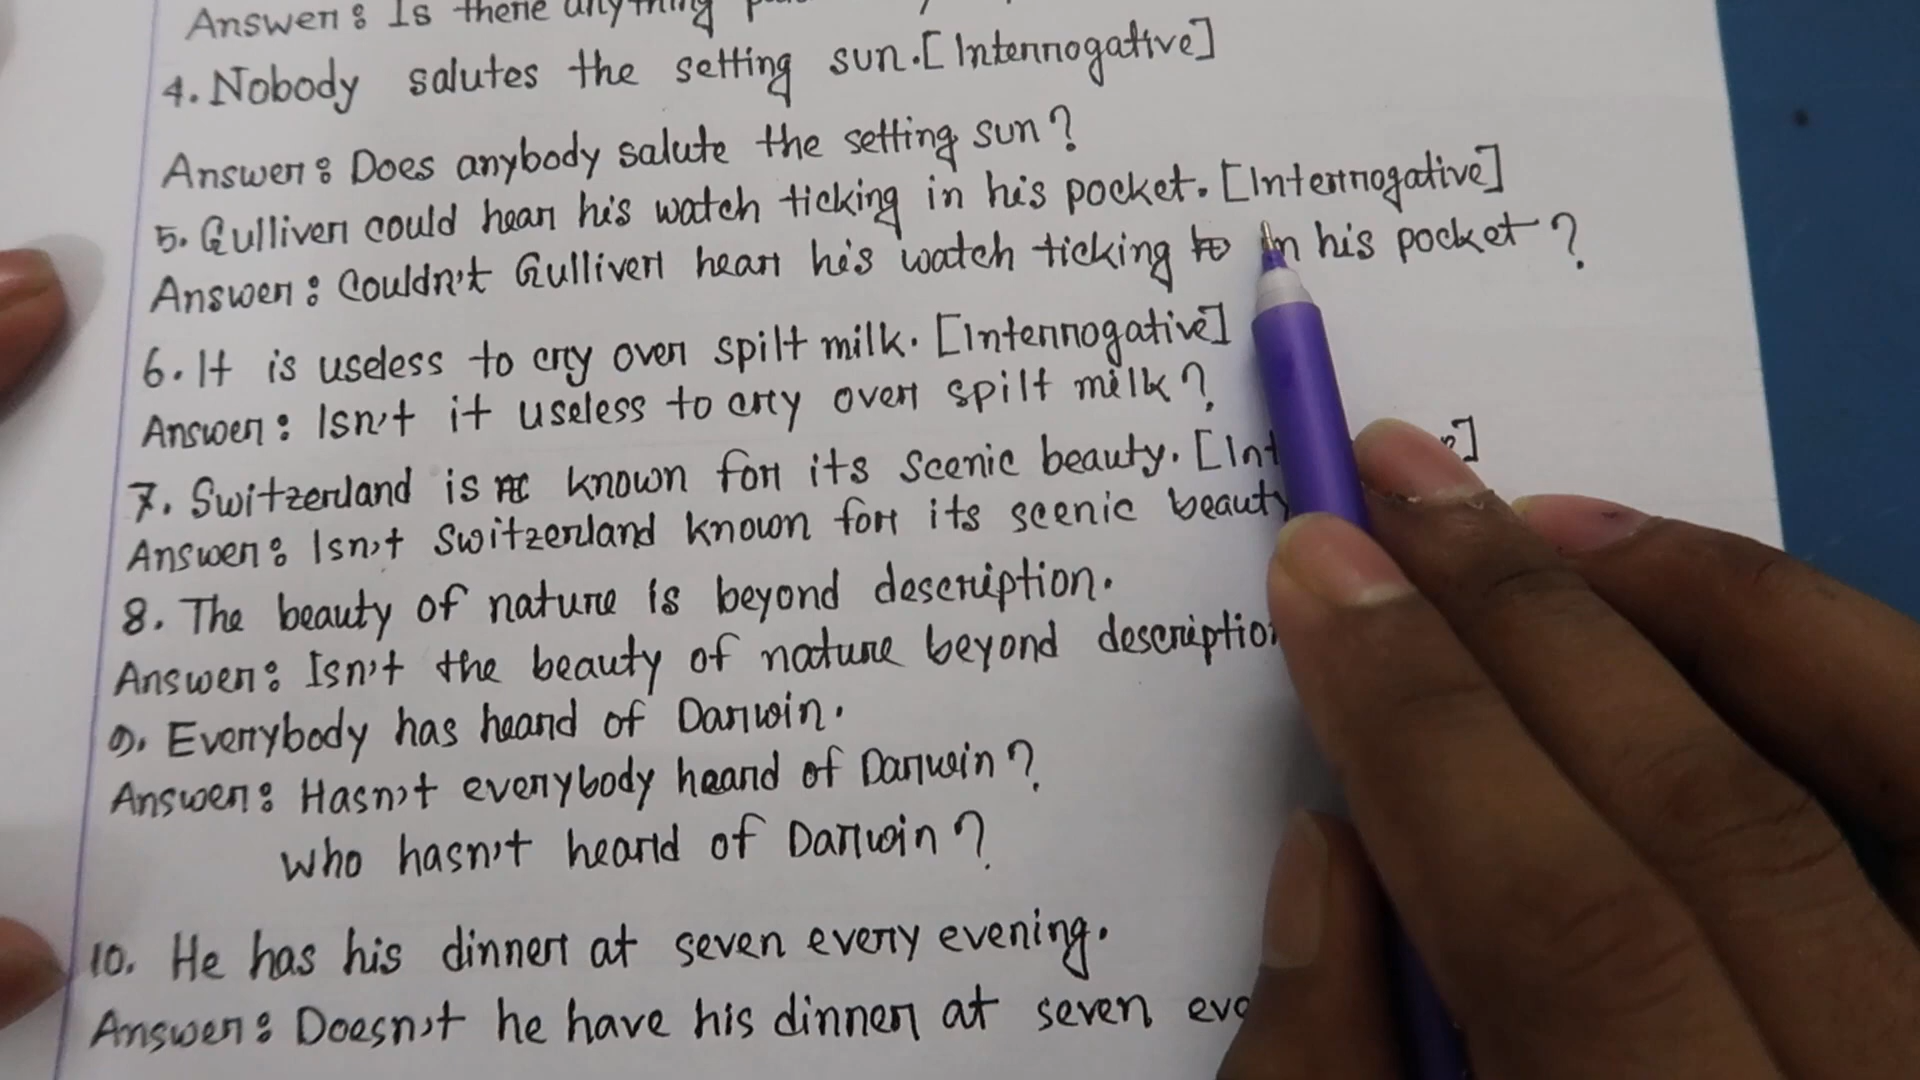 Answer: Is there anything
4. Nobody salutes the setting sun. [Interrogative]
Answer: Does anybody salute the setting sun?
5. Gulliver could hear his watch ticking in his pocket. [Interrogative]
Answer: Couldn't Gulliver hear his watch ticking in his pocket?
6. It is useless to cry over spilt milk. [Interrogative]
Answer: Isn't it useless to cry over spilt milk?
7. Switzerland is known for its scenic beauty. [Int
Answer: Isn't Switzerland known for its scenic beauty
8. The beauty of nature is beyond description.
Answer: Isn't the beauty of nature beyond description
9. Everybody has heard of Darwin.
Answer: Hasn't everybody heard of Darwin?
Who hasn't heard of Darwin?
10. He has his dinner at seven every evening.
Answer: Doesn't he have his dinner at seven